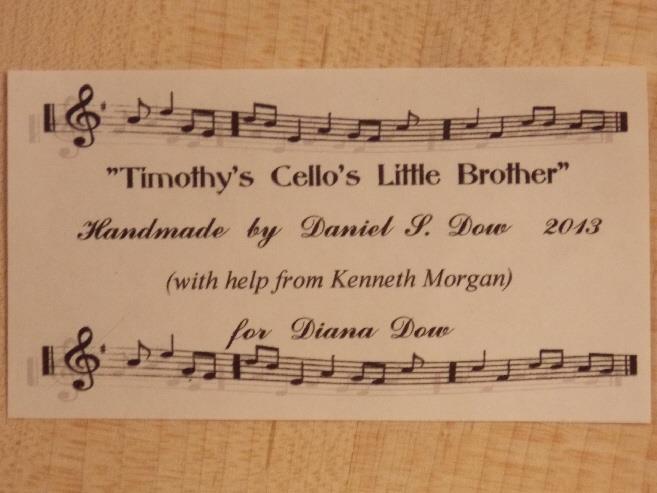 "Timothy's Cello's Little Brother"
Handmade by Daniel S. Dow 2013
(with help from Kenneth Morgan)
for Diana Dow